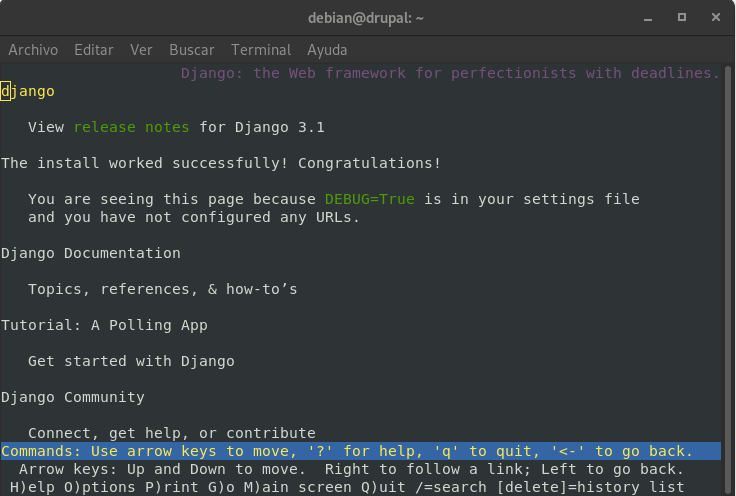 debian@drupal: ~
Archivo Editar Ver Buscar Terminal Ayuda
Django: the Web framework for perfectionists with deadlines.
django
View release notes for Django 3.1
The install worked successfully! Congratulations!
You are seeing this page because DEBUG=True is in your settings file
and you have not configured any URLs.
Django Documentation
Topics, references, & how-to’s
Tutorial: A Polling App
Get started with Django
Django Community
Connect, get help, or contribute
Commands: Use arrow keys to move, '?' for help, 'q' to quit, '<-' to go back.
Arrow keys: Up and Down to move.  Right to follow a link; Left to go back.
H)elp O)ptions P)rint G)o M)ain screen Q)uit /=search [delete]=history list